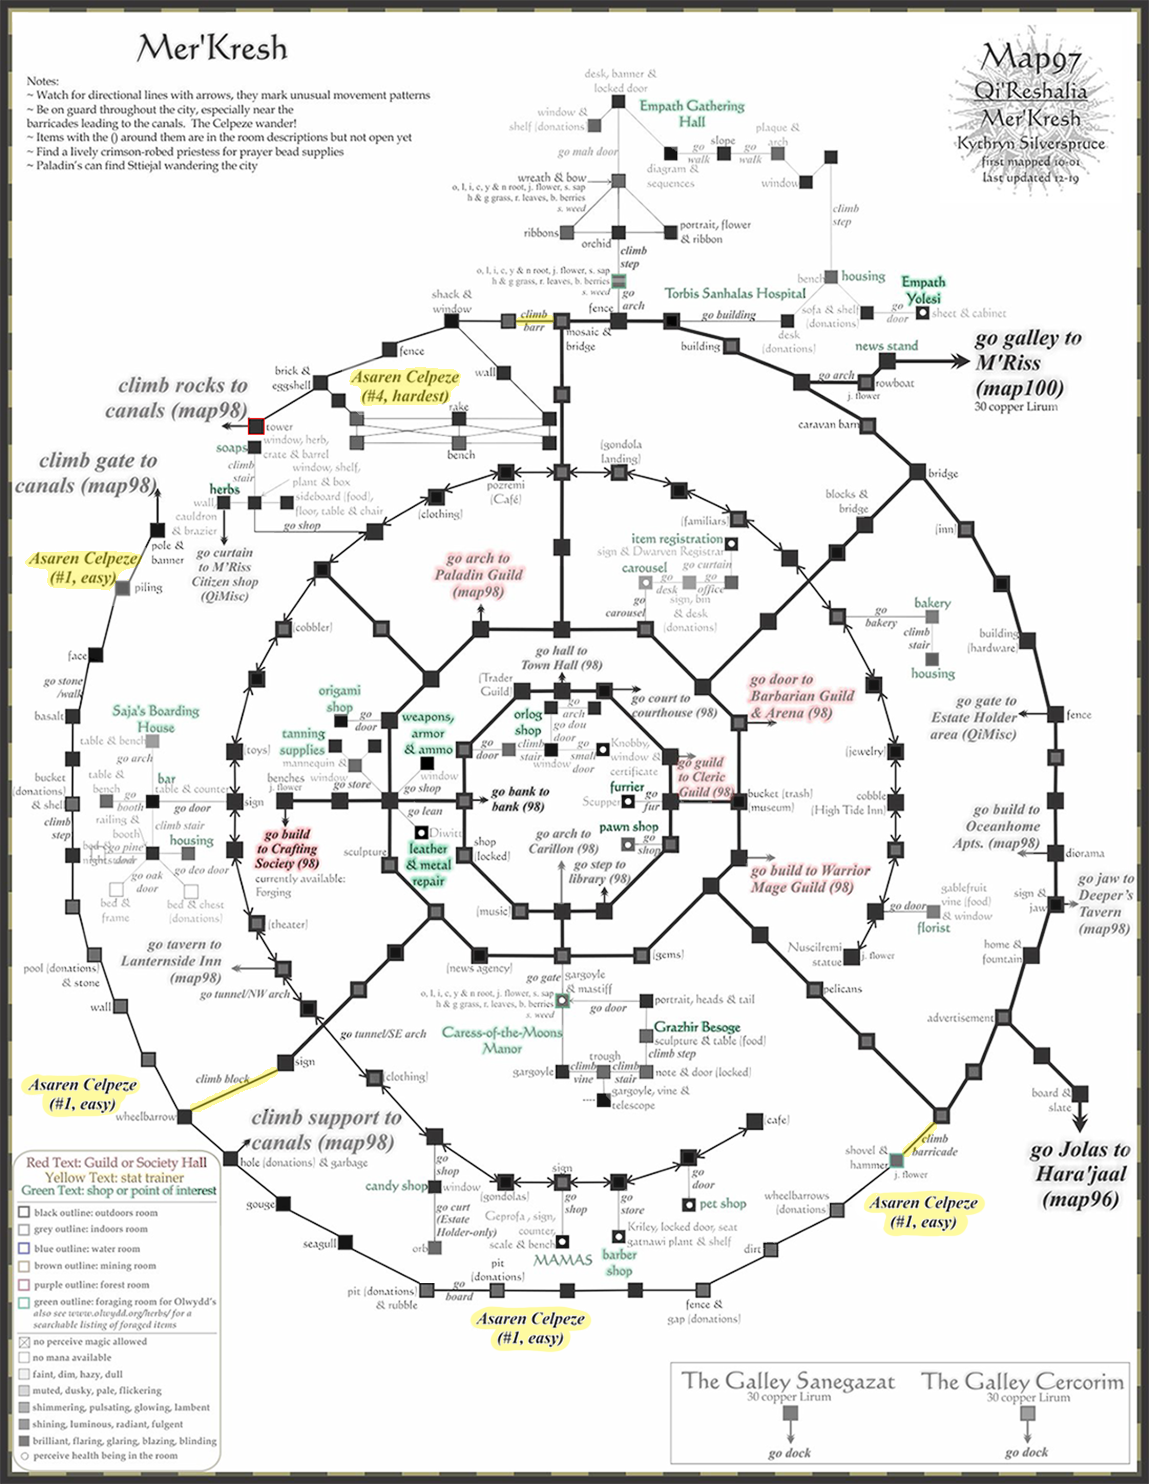 Mer'Kresh
Notes:
~ Watch for directional lines with arrows, they mark unusual movement patterns
~ Be on guard throughout the city, especially near the
barricades leading to the canals. The Celpeze wander!
~ Items with the () around them are in the room descriptions but not open yet
~ Find a lively crimson-robed priestess for prayer bead supplies
~ Paladin's can find Sttiejal wandering the city
Map97
Qi'Reshalia
Mer'Kresh
Kythryn Silverspruce
first mapped 10-01
Last updated 12-19
desk, banner &
locked door
window &
shelf (donations)
Empath Gathering
Hall
go mah door
go
walk
slope
go
walk
plaque &
arch
diagram &
sequences
window
wreath & bow
o, l, i, c, y & n root, j. flower, s. sap
h & g grass, r. leaves, b. berries
s. weed
ribbons
orchid
portrait, flower
& ribbon
climb
step
climb
step
o, l, i, c, y & n root, j. flower, s. sap
h & g grass, r. leaves, b. berries
s. weed
go
arch
fence
bench
housing
Torbis Sanhalas Hospital
Empath
Yolesi
sofa & shelf
(donations)
go
door
sheet & cabinet
go building
desk
(donations)
shack &
window
climb
barr
mosaic &
bridge
building
news stand
go galley to
M'Riss
(map100)
30 copper Lirum
go arch
rowboat
j. flower
fence
brick &
eggshell
wall
Asaren Celpeze
(#4, hardest)
rake
bench
climb rocks to
canals (map98)
tower
caravan barn
soaps
window, herb,
crate & barrel
climb
stair
window, shelf,
plant & box
herbs
wall
cauldron
& brazier
sideboard (food),
floor, table & chair
go shop
climb gate to
canals (map98)
pole &
banner
go curtain
to M'Riss
Citizen shop
(QiMisc)
Asaren Celpeze
(#1, easy)
piling
(gondola
landing)
pozremi
(Café)
(clothing)
(familiars)
bridge
blocks &
bridge
(inn)
item registration
sign & Dwarven Registrar
carousel
go curtain
go
desk
go
office
go
carousel
sign, bin
& desk
(donations)
go arch to
Paladin Guild
(map98)
go
bakery
bakery
climb
stair
housing
building
(hardware)
(cobbler)
go hall to
Town Hall (98)
(Trader
Guild)
go court to
courthouse (98)
go door to
Barbarian Guild
& Arena (98)
go gate to
Estate Holder
area (QiMisc)
fence
face
go stone
/wall
basalt
Saja's Boarding
House
table & bench
go arch
origami
shop
go
door
weapons,
armor
& ammo
tanning
supplies
mannequin &
window
window
go shop
orlog
shop
go
arch
go dou
door
go
door
climb
stair
window
go
small
door
Knobby,
window &
certificate
go guild
to Cleric
Guild (98)
(jewelry)
(toys)
bucket
(donations)
& shelf
climb
step
table &
bench
bar
table & counter
go
booth
go door
sign
railing &
booth
climb stair
housing
go oak
door
go deo door
bed &
frame
bed & chest
(donations)
benches
j. flower
go store
go lean
go bank to
bank (98)
furrier
Scupper
go
fur
bucket (trash)
(museum)
cobble
(High Tide Inn)
go build
to Crafting
Society (98)
currently available:
Forging
Diwitt
leather
& metal
repair
sculpture
shop
(locked)
pawn shop
go
shop
go arch to
Carillon (98)
go step to
library (98)
go build to Warrior
Mage Guild (98)
go build to
Oceanhome
Apts. (map98)
diorama
go jaw to
Deeper's
Tavern
(map98)
sign &
jaw
(music)
(theater)
go door
gablefruit
vine (food)
& window
florist
Nuscilremi
statue
j. flower
home &
fountain
pool (donations)
& stone
go tavern to
Lanternside Inn
(map98)
go tunnel/NW arch
(news agency)
go gate
gargoyle
& mastiff
(gems)
o, l, i, c, y & n root, j. flower, s. sap
h & g grass, r. leaves, b. berries
s. weed
portrait, heads & tail
go door
pelicans
wall
Caress-of-the-Moons
Manor
Grazhir Besoge
sculpture & table (food)
climb step
trough
climb
vine
climb
stair
note & door (locked)
gargoyle
gargoyle, vine &
telescope
advertisement
go tunnel/SE arch
sign
climb block
(clothing)
Asaren Celpeze
(#1, easy)
wheelbarrow
climb support to
canals (map98)
hole (donations) & garbage
board &
slate
go Jolas to
Hara'jaal
(map96)
(cafe)
climb
barricade
shovel &
hammer
j. flower
Asaren Celpeze
(#1, easy)
go
shop
candy shop
window
go curt
(Estate
Holder-only)
orb
(gondolas)
sign
go
shop
go
store
go
door
pet shop
Geprofa, sign,
counter,
scale & bench
MAMAS
Kriley, locked door, seat
gatnawi plant & shelf
barber
shop
wheelbarrows
(donations)
dirt
gouge
seagull
pit (donations)
& rubble
go
board
pit
(donations)
fence &
gap (donations)
Asaren Celpeze
(#1, easy)
Red Text: Guild or Society Hall
Yellow Text: stat trainer
Green Text: shop or point of interest
black outline: outdoors room
grey outline: indoors room
blue outline: water room
brown outline: mining room
purple outline: forest room
green outline: foraging room for Olwydd's
also see www.olwydd.org/herbs/ for a
searchable listing of foraged items
no perceive magic allowed
no mana available
faint, dim, hazy, dull
muted, dusky, pale, flickering
shimmering, pulsating, glowing, lambent
shining, luminous, radiant, fulgent
brilliant, flaring, glaring, blazing, blinding
perceive health being in the room
The Galley Sanegazat
30 copper Lirum
go dock
The Galley Cercorim
30 copper Lirum
go dock